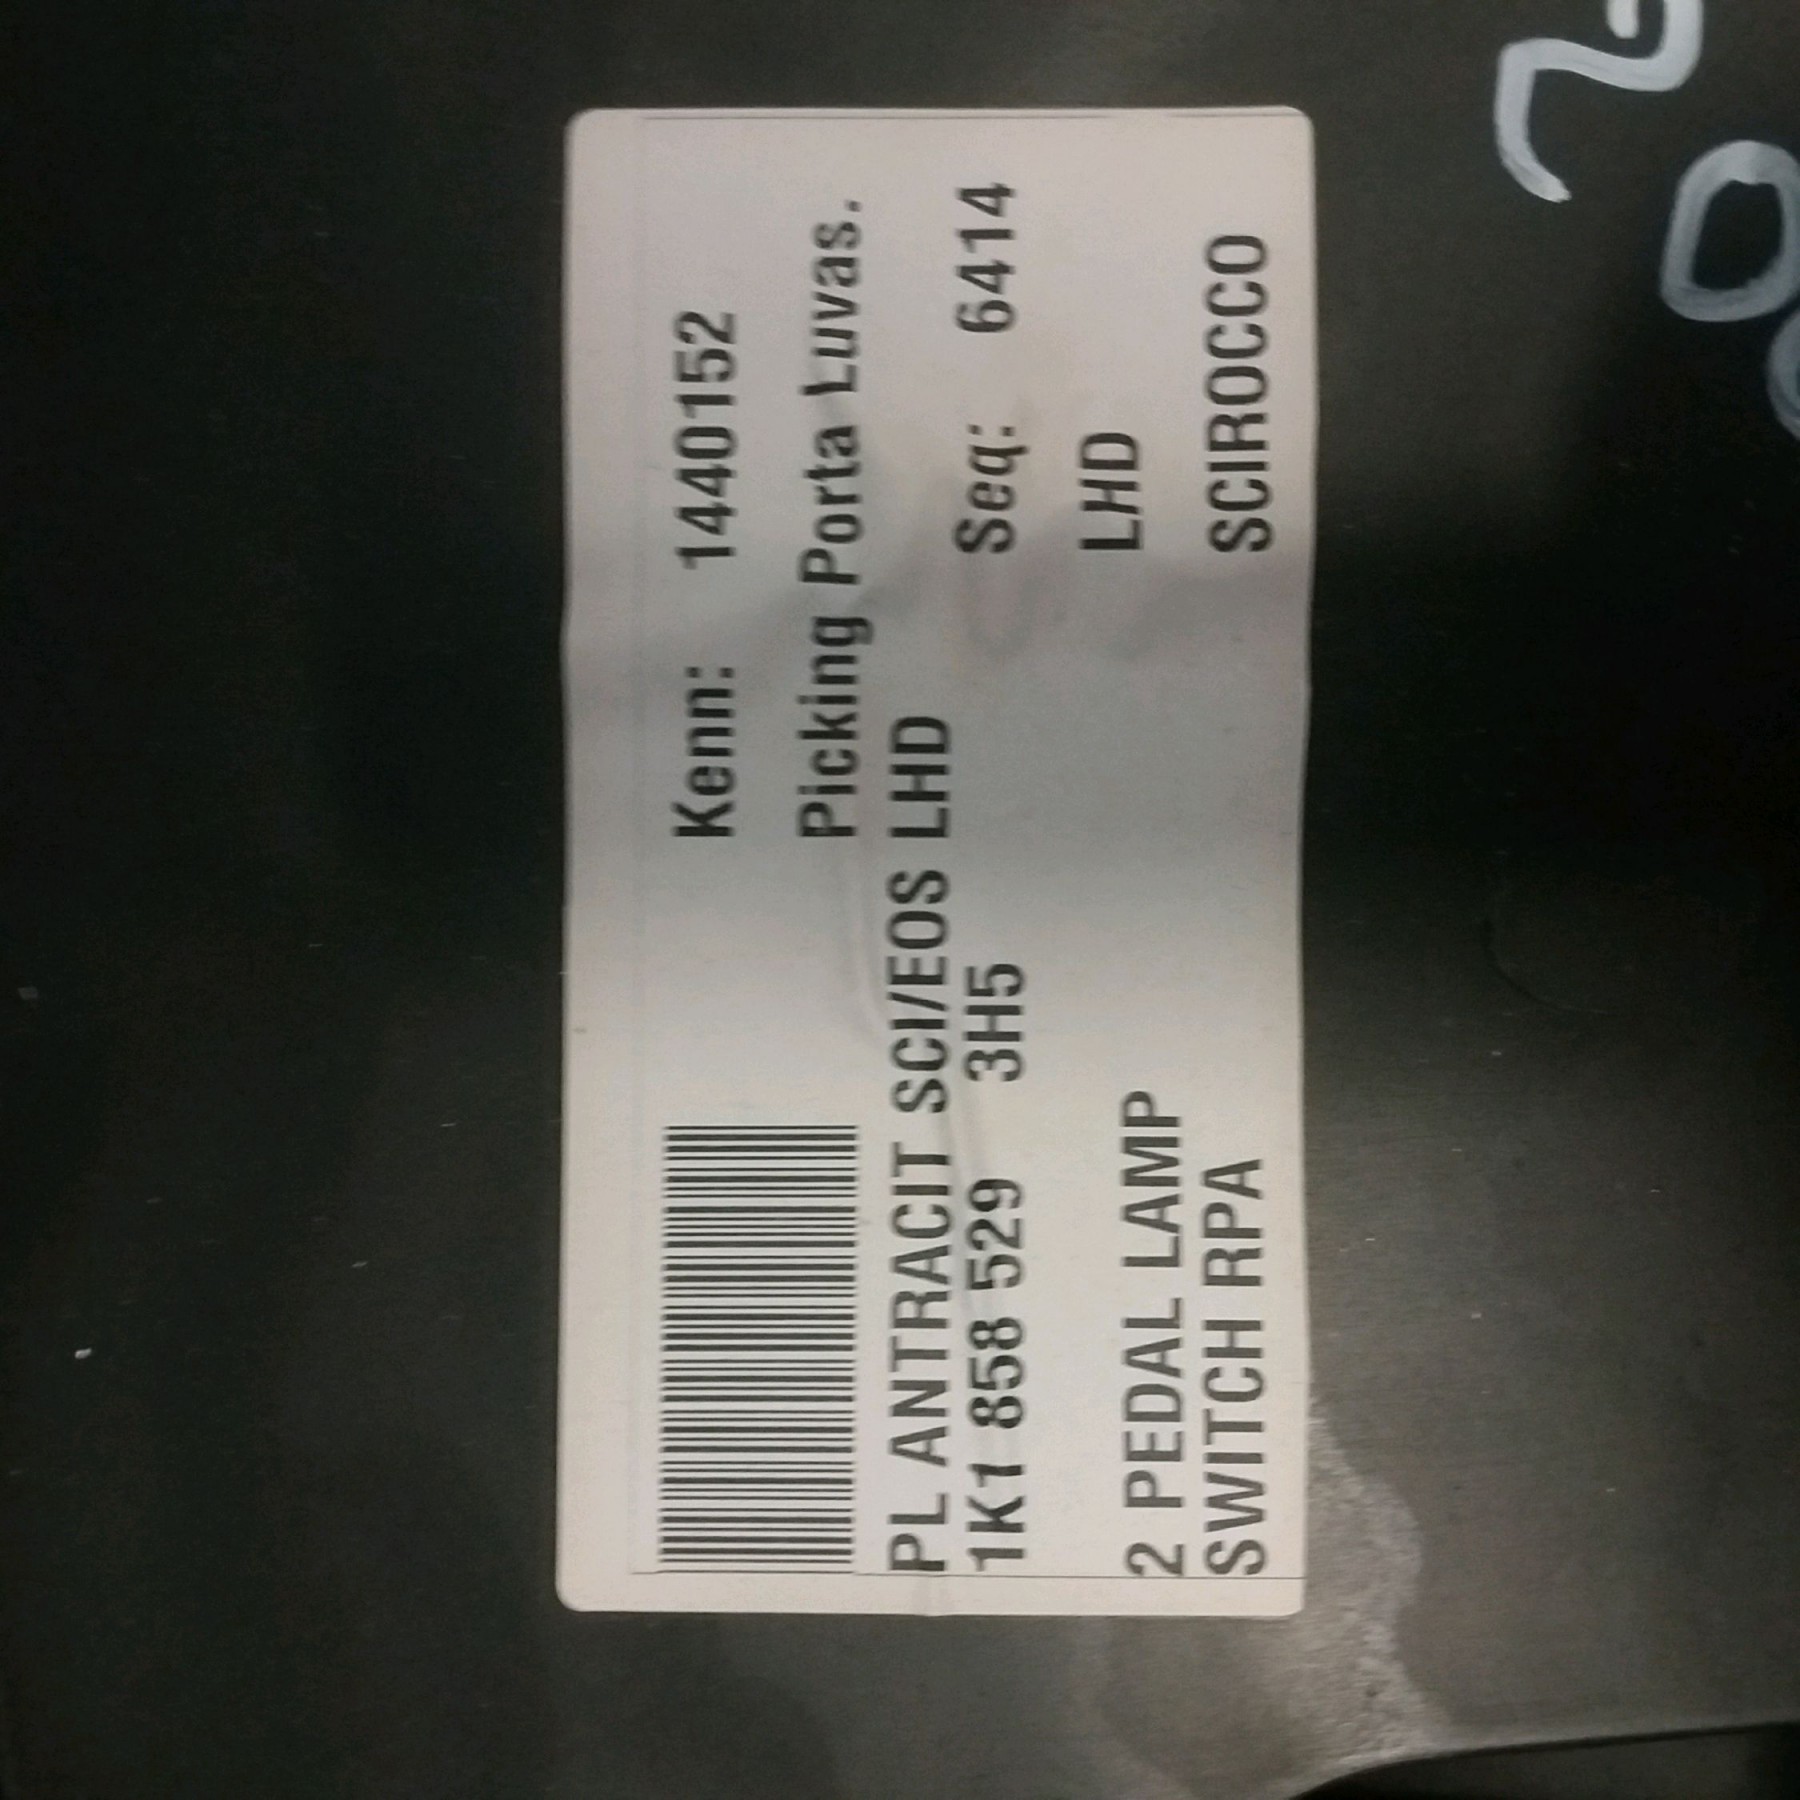 Kenn: 1440152
Picking Porta Luvas.
PL ANTRACIT SCI/EOS LHD
1K1 858 529 3H5
Seq: 6414
LHD
2 PEDAL LAMP
SWITCH RPA
SCIROCCO